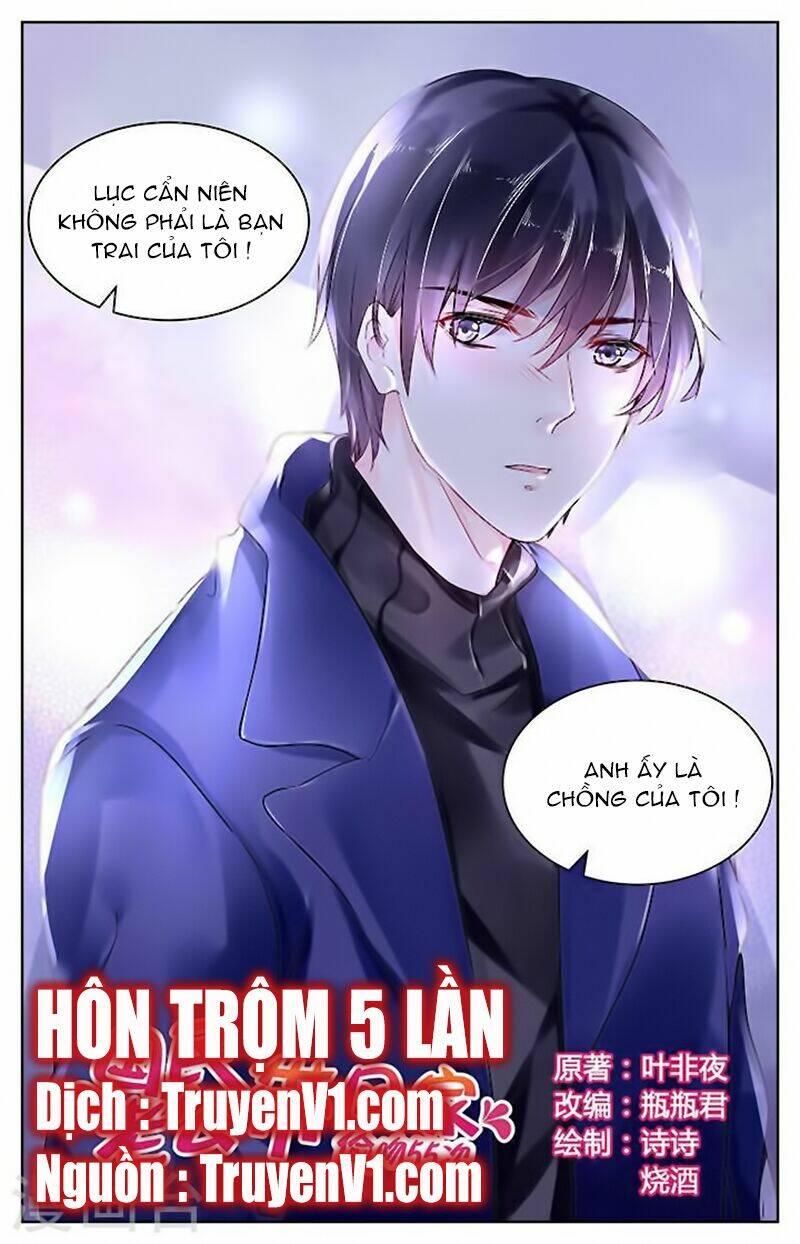 LỤC CẨN NIÊN
KHÔNG PHẢI LÀ BẠN
TRAI CỦA TÔI !
ANH ẤY LÀ
CHỒNG CỦA TÔI !
HÔN TRỘM 5 LẦN
Dịch : TruyenV1.com
Nguồn : TruyenV1.com
原著：叶非夜
改编：瓶瓶君
绘制：诗诗
烧酒